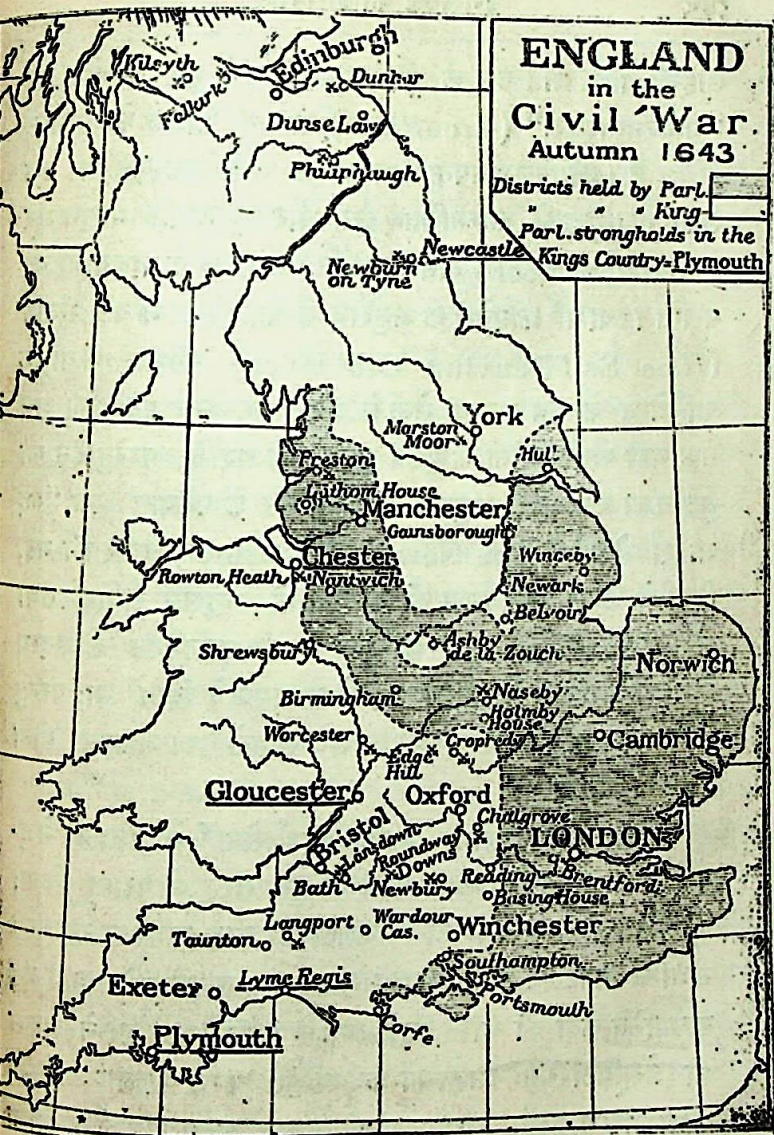 ENGLAND
in the
Civil War.
Autumn 1643
Districts held by Parl.
" " " King
Parl. strongholds in the
Kings Country=Plymouth
Kilsyth
Edinburgh
Falkirk
Dunbar
Dunse Law
Philiphaugh
Newcastle
Newburn
on Tyne
York
Marston
Moor
Hull
Preston
Lathom House
Manchester
Gainsborough
Chester
Winceby
Rowton Heath
Nantwich
Newark
Belvoir
Ashby
de la Zouch
Shrewsbury
Norwich
Birmingham
Naseby
Holmby
House
Worcester
Cropredy
Cambridge
Edge
Hill
Gloucester
Oxford
Chalgrove
Bristol
Lansdown
Roundway
Downs
LONDON
Bath
Newbury
Reading
Brentford
Basing House
Langport
Wardour
Cas.
Winchester
Taunton
Southampton
Exeter
Lyme Regis
Portsmouth
Corfe
Plymouth